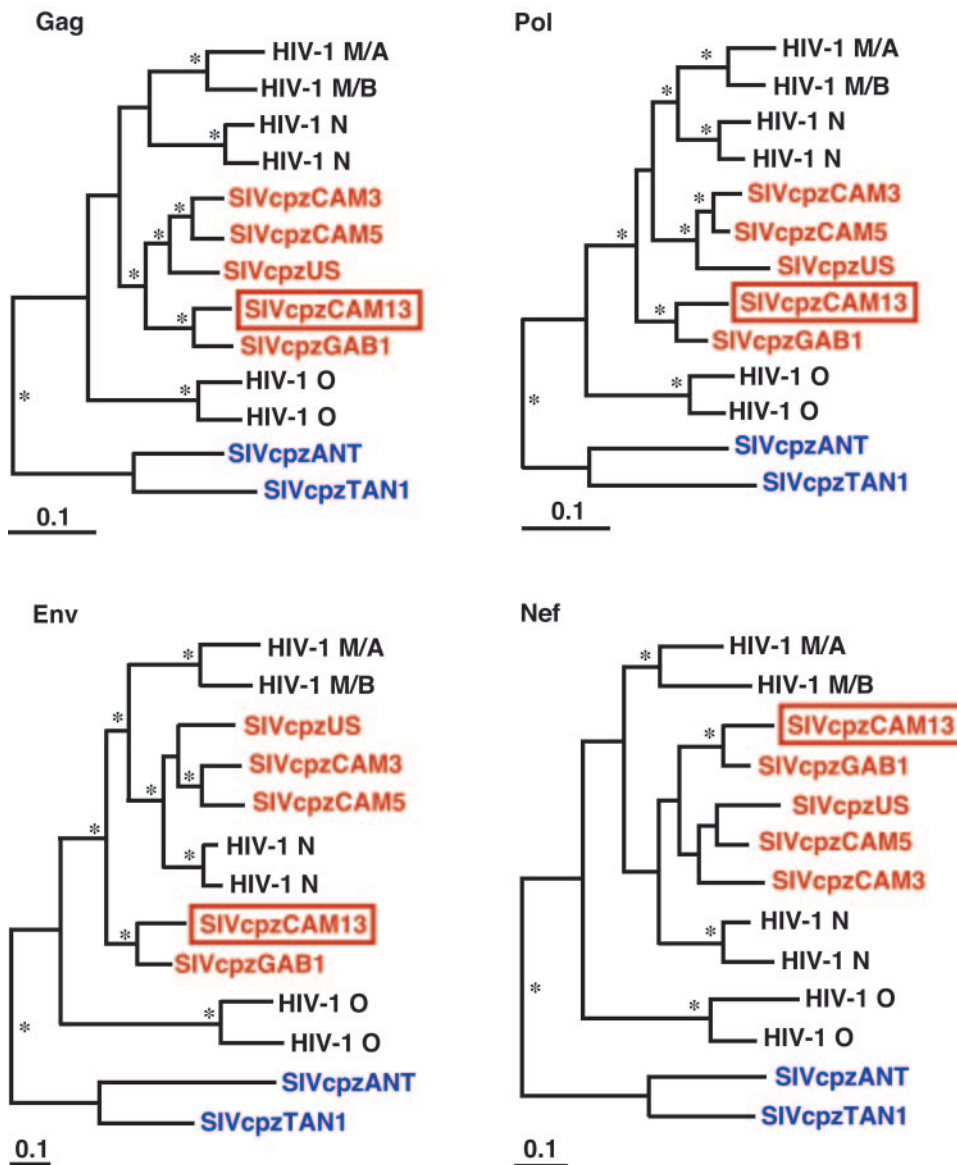 Gag
HIV-1 M/A
*
HIV-1 M/B
HIV-1 N
*
HIV-1 N
SIVcpzCAM3
*
SIVcpzCAM5
*
SIVcpzUS
*
SIVcpzCAM13
*
SIVcpzGAB1
HIV-1 O
*
*
HIV-1 O
SIVcpzANT
SIVcpzTAN1
0.1
Pol
HIV-1 M/A
*
HIV-1 M/B
*
HIV-1 N
*
HIV-1 N
SIVcpzCAM3
*
SIVcpzCAM5
*
*
SIVcpzUS
SIVcpzCAM13
*
SIVcpzGAB1
HIV-1 O
*
*
HIV-1 O
SIVcpzANT
SIVcpzTAN1
0.1
Env
HIV-1 M/A
*
HIV-1 M/B
*
SIVcpzUS
SIVcpzCAM3
*
*
SIVcpzCAM5
*
HIV-1 N
*
HIV-1 N
SIVcpzCAM13
*
SIVcpzGAB1
HIV-1 O
*
*
HIV-1 O
SIVcpzANT
SIVcpzTAN1
0.1
Nef
HIV-1 M/A
*
HIV-1 M/B
SIVcpzCAM13
*
SIVcpzGAB1
SIVcpzUS
SIVcpzCAM5
SIVcpzCAM3
HIV-1 N
*
HIV-1 N
*
HIV-1 O
*
HIV-1 O
SIVcpzANT
SIVcpzTAN1
0.1